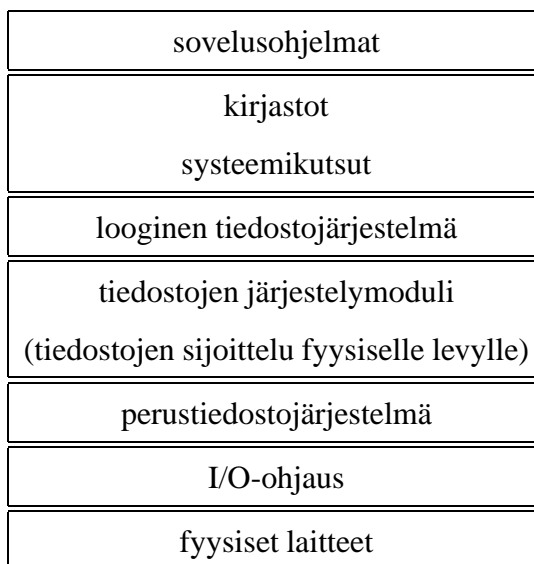 sovelusohjelmat
kirjastot
systeemikutsut
looginen tiedostojärjestelmä
tiedostojen järjestelymoduli
(tiedostojen sijoittelu fyysiselle levylle)
perustiedostojärjestelmä
I/O-ohjaus
fyysiset laitteet